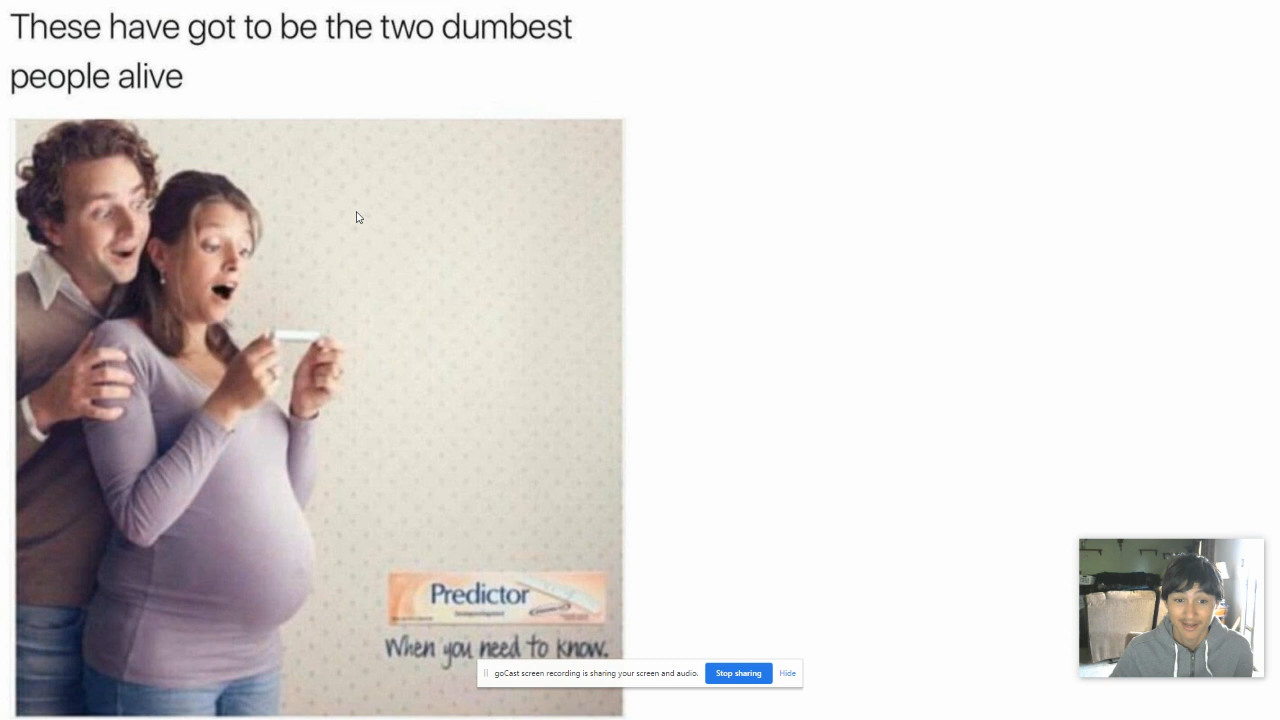 These have got to be the two dumbest
people alive
Predictor
When you need to know.
goCast screen recording is sharing your screen and audio.
Stop sharing
Hide